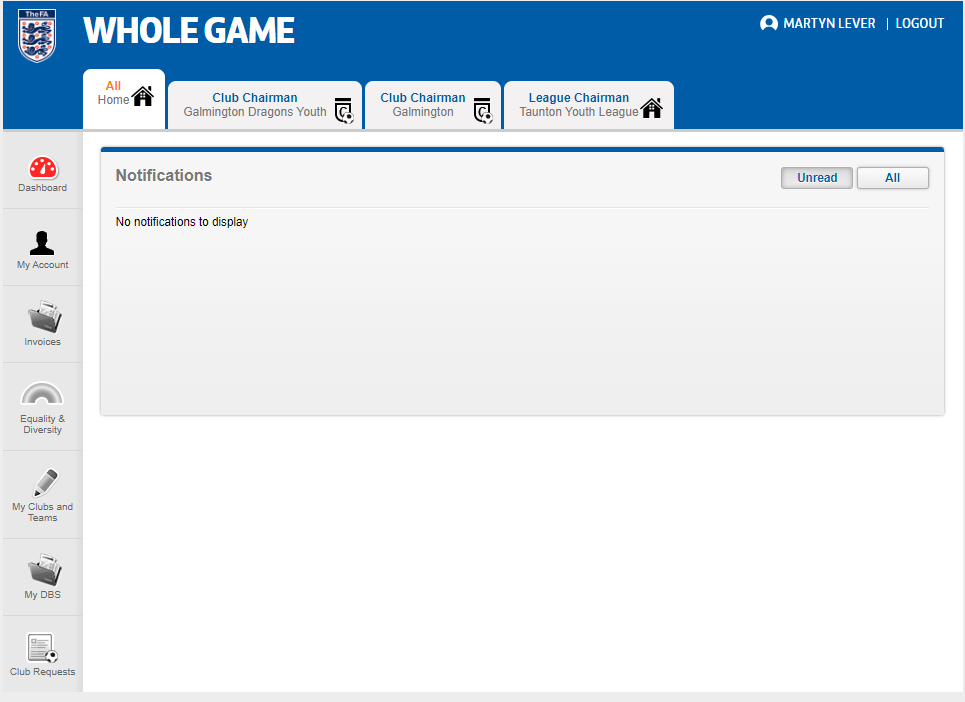 TheFA
WHOLE GAME
MARTYN LEVER | LOGOUT
All
Home
Club Chairman
Galmington Dragons Youth
Club Chairman
Galmington
League Chairman
Taunton Youth League
Dashboard
My Account
Invoices
Equality &
Diversity
My Clubs and
Teams
My DBS
Club Requests
Notifications
Unread
All
No notifications to display